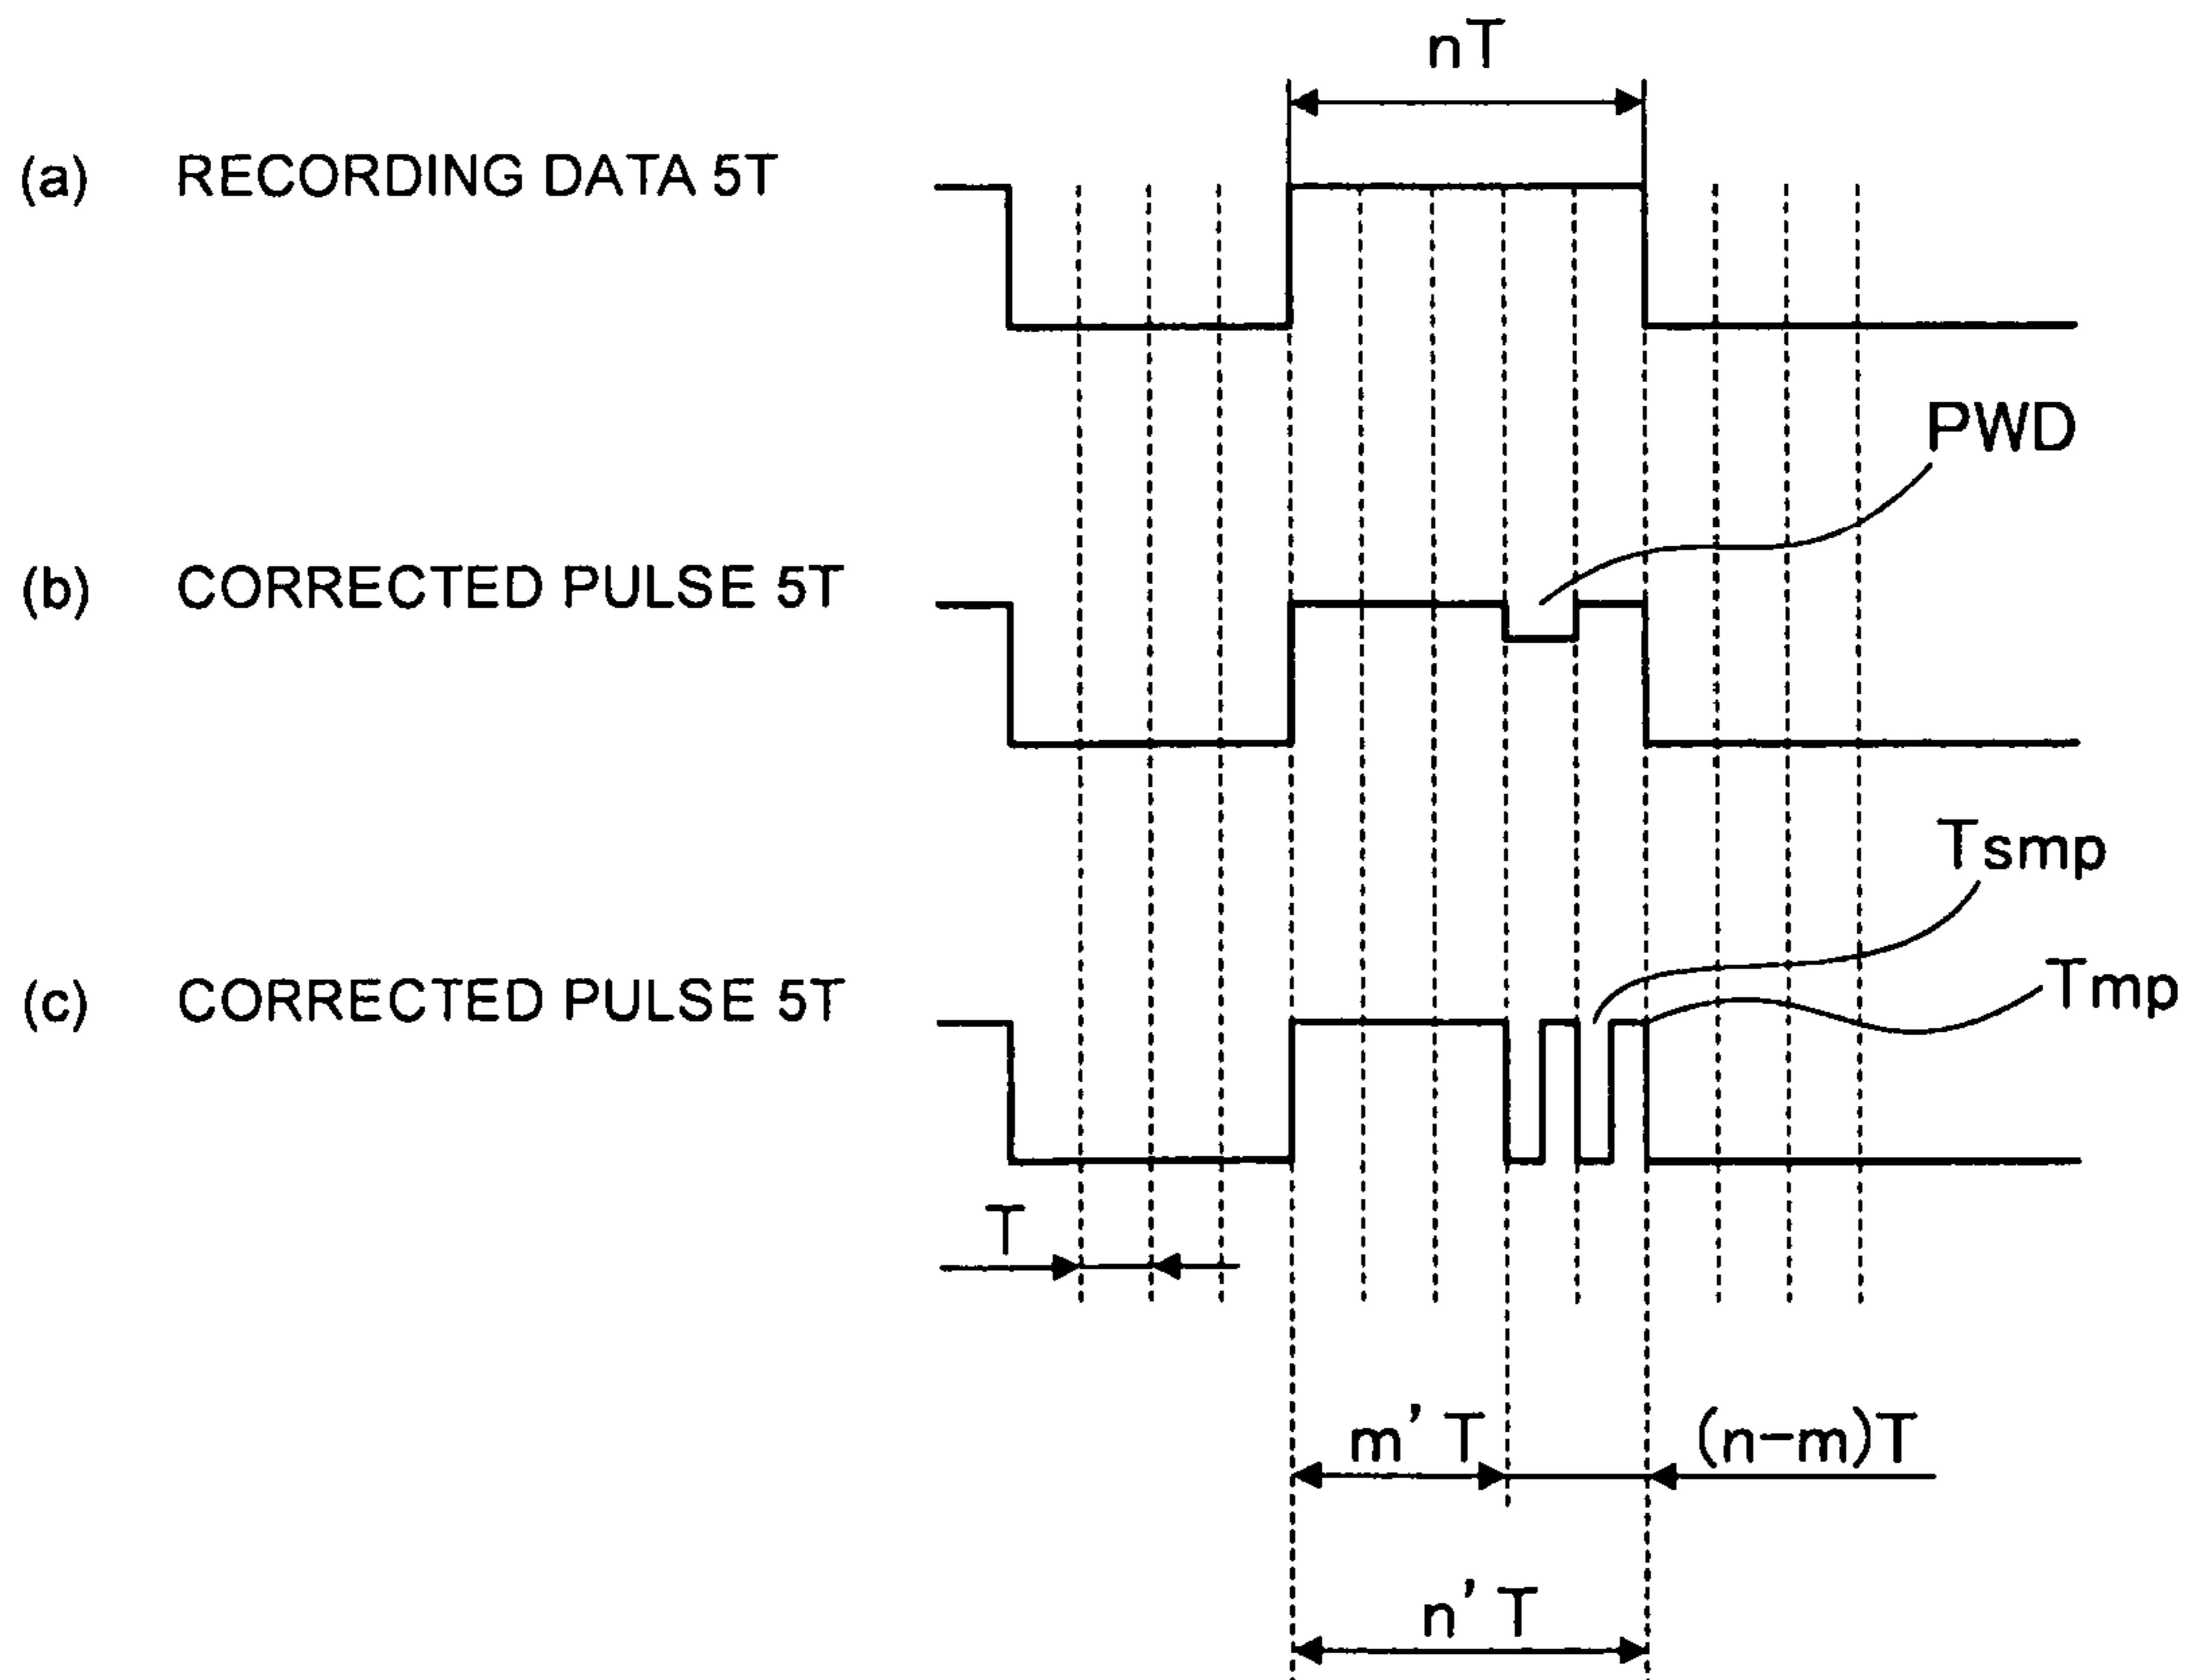 nT
(a) RECORDING DATA 5T
PWD
(b) CORRECTED PULSE 5T
Tsmp
Tmp
(c) CORRECTED PULSE 5T
T
m' T
(n-m)T
n' T